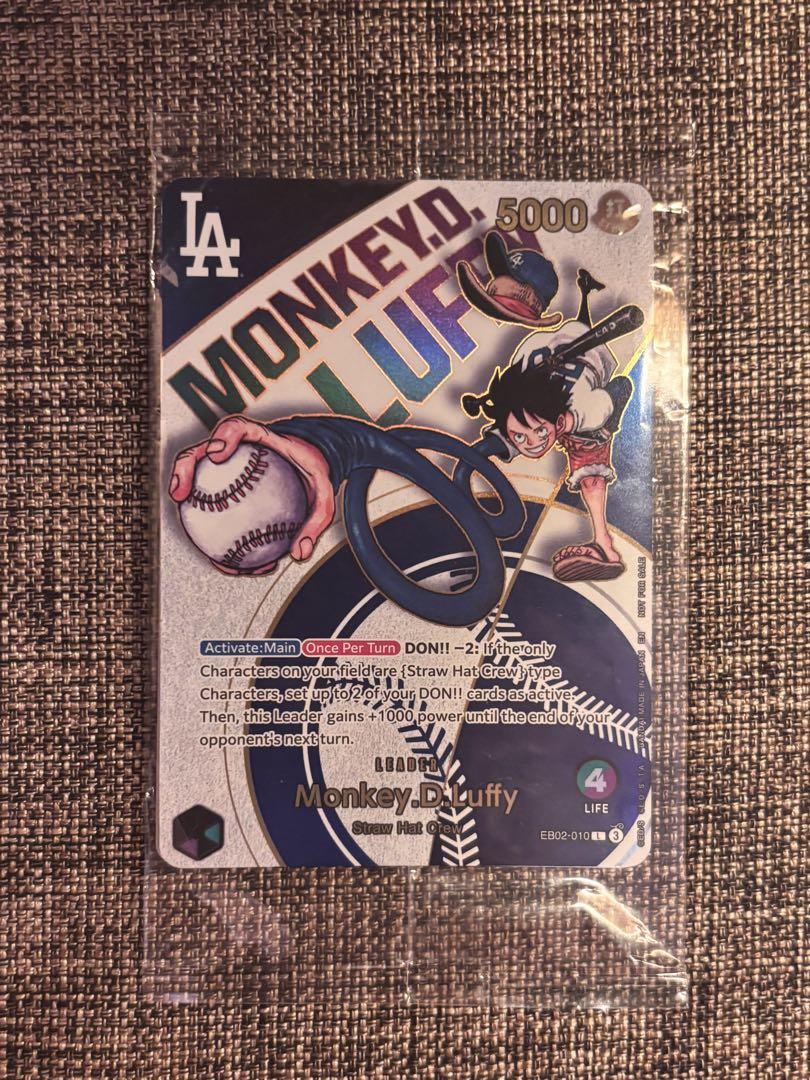 LA
5000
MONKEY.D.
LUFFY
LA
Activate:Main Once Per Turn DON!! −2: If the only
Characters on your field are {Straw Hat Crew} type
Characters, set up to 2 of your DON!! cards as active.
Then, this Leader gains +1000 power until the end of your
opponent's next turn.
LEADER
Monkey.D.Luffy
Straw Hat Crew
4
LIFE
EB02-010 L 3
MADE IN JAPAN EN NOT FOR SALE